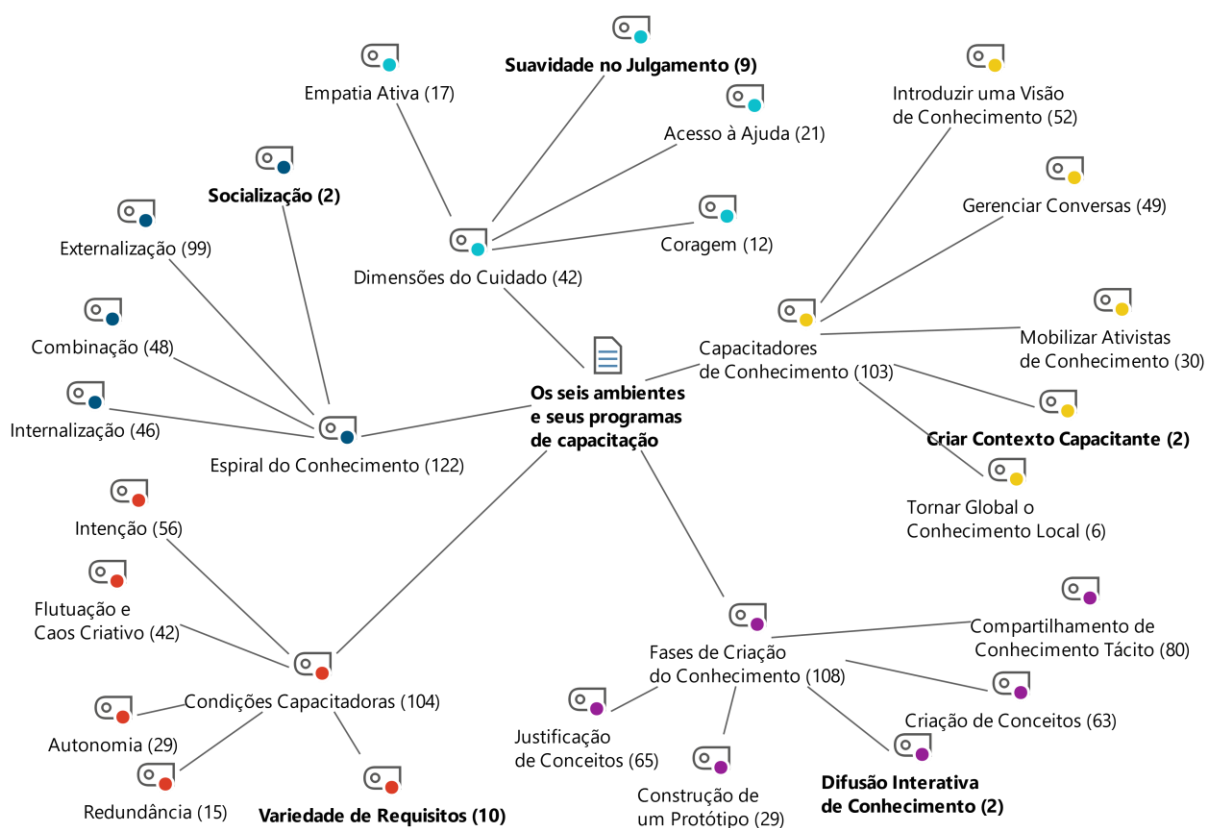 Suavidade no Julgamento (9)
Empatia Ativa (17)
Introduzir uma Visão
de Conhecimento (52)
Acesso à Ajuda (21)
Socialização (2)
Gerenciar Conversas (49)
Externalização (99)
Coragem (12)
Dimensões do Cuidado (42)
Combinação (48)
Capacitadores
de Conhecimento (103)
Mobilizar Ativistas
de Conhecimento (30)
Os seis ambientes
e seus programas
de capacitação
Internalização (46)
Criar Contexto Capacitante (2)
Espiral do Conhecimento (122)
Tornar Global o
Conhecimento Local (6)
Intenção (56)
Flutuação e
Caos Criativo (42)
Compartilhamento de
Conhecimento Tácito (80)
Fases de Criação
do Conhecimento (108)
Condições Capacitadoras (104)
Criação de Conceitos (63)
Autonomia (29)
Justificação
de Conceitos (65)
Difusão Interativa
de Conhecimento (2)
Redundância (15)
Variedade de Requisitos (10)
Construção de
um Protótipo (29)